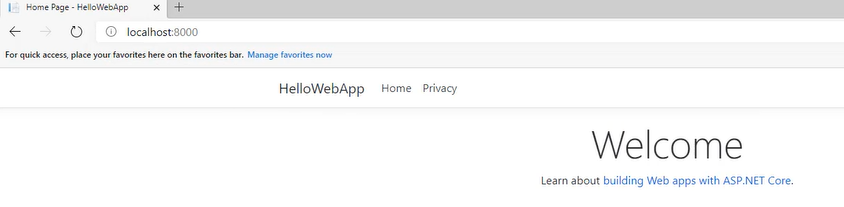 Home Page - HelloWebApp
localhost:8000
For quick access, place your favorites here on the favorites bar. Manage favorites now
HelloWebApp Home Privacy
Welcome
Learn about building Web apps with ASP.NET Core.